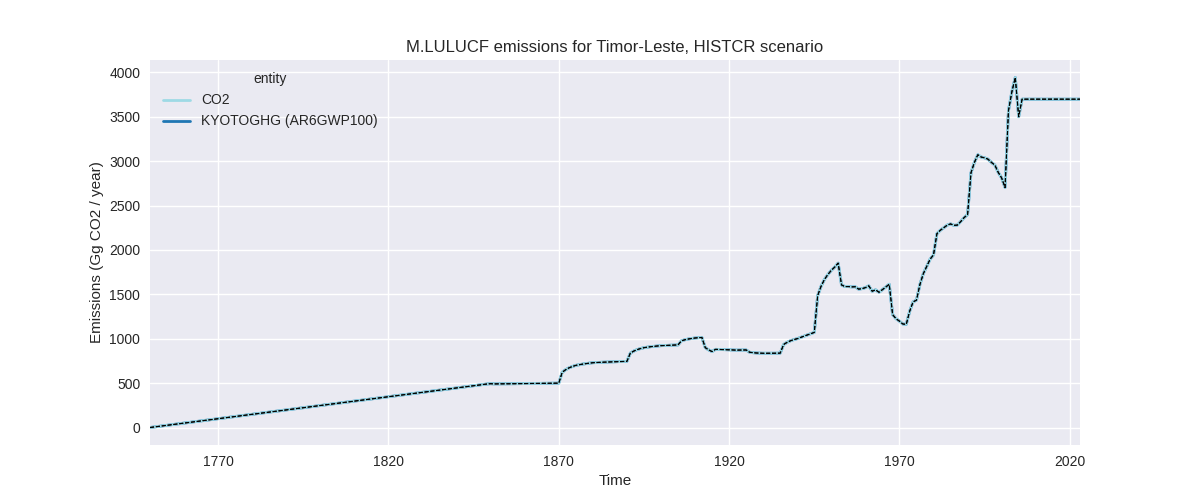 M.LULUCF emissions for Timor-Leste, HISTCR scenario
entity
CO2
KYOTOGHG (AR6GWP100)
Emissions (Gg CO2 / year)
4000
3500
3000
2500
2000
1500
1000
500
0
1770 1820 1870 1920 1970 2020
Time